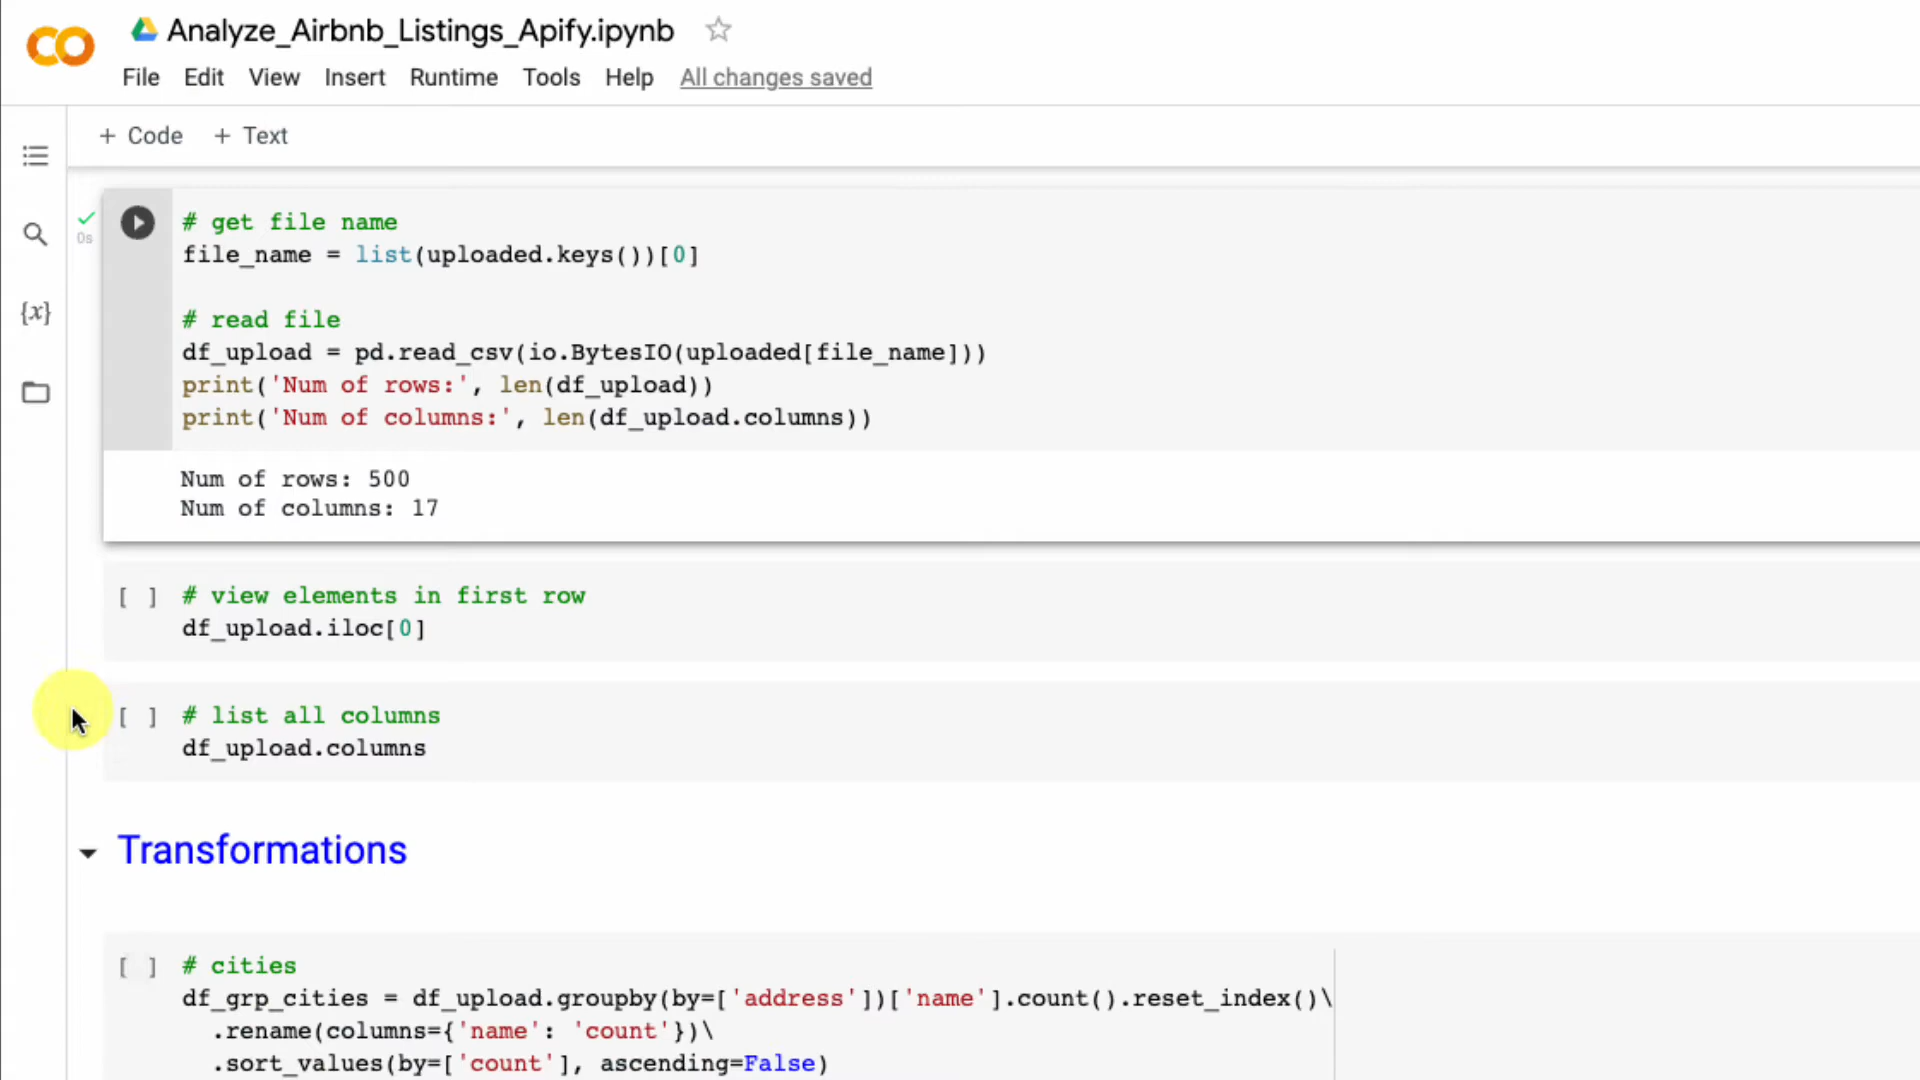 Analyze_Airbnb_Listings_Apify.ipynb
File Edit View Insert Runtime Tools Help All changes saved
+ Code + Text
# get file name
file_name = list(uploaded.keys())[0]
# read file
df_upload = pd.read_csv(io.BytesIO(uploaded[file_name]))
print('Num of rows:', len(df_upload))
print('Num of columns:', len(df_upload.columns))
0s
{x}
Num of rows: 500
Num of columns: 17
[ ] # view elements in first row
df_upload.iloc[0]
[ ] # list all columns
df_upload.columns
Transformations
[ ] # cities
df_grp_cities = df_upload.groupby(by=['address'])['name'].count().reset_index()\
.rename(columns={'name': 'count'})\
.sort_values(by=['count'], ascending=False)